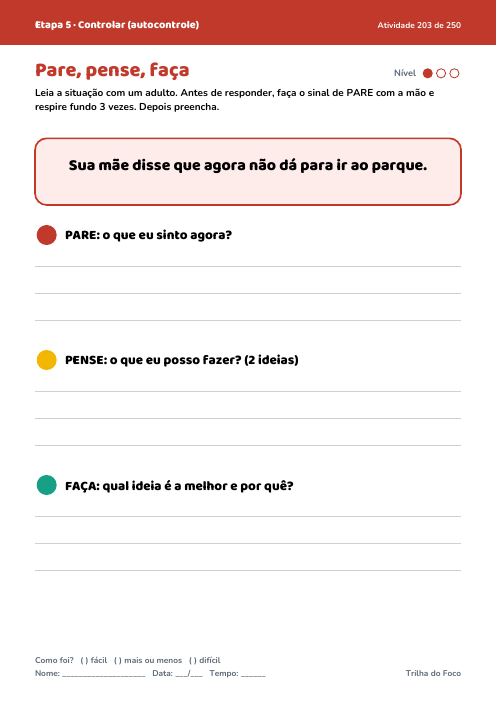 Etapa 5 · Controlar (autocontrole)
Atividade 203 de 250
Pare, pense, faça
Nível
Leia a situação com um adulto. Antes de responder, faça o sinal de PARE com a mão e
respire fundo 3 vezes. Depois preencha.
Sua mãe disse que agora não dá para ir ao parque.
PARE: o que eu sinto agora?
PENSE: o que eu posso fazer? (2 ideias)
FAÇA: qual ideia é a melhor e por quê?
Como foi? ( ) fácil ( ) mais ou menos ( ) difícil
Nome: ____________________ Data: ___/___ Tempo: ______
Trilha do Foco